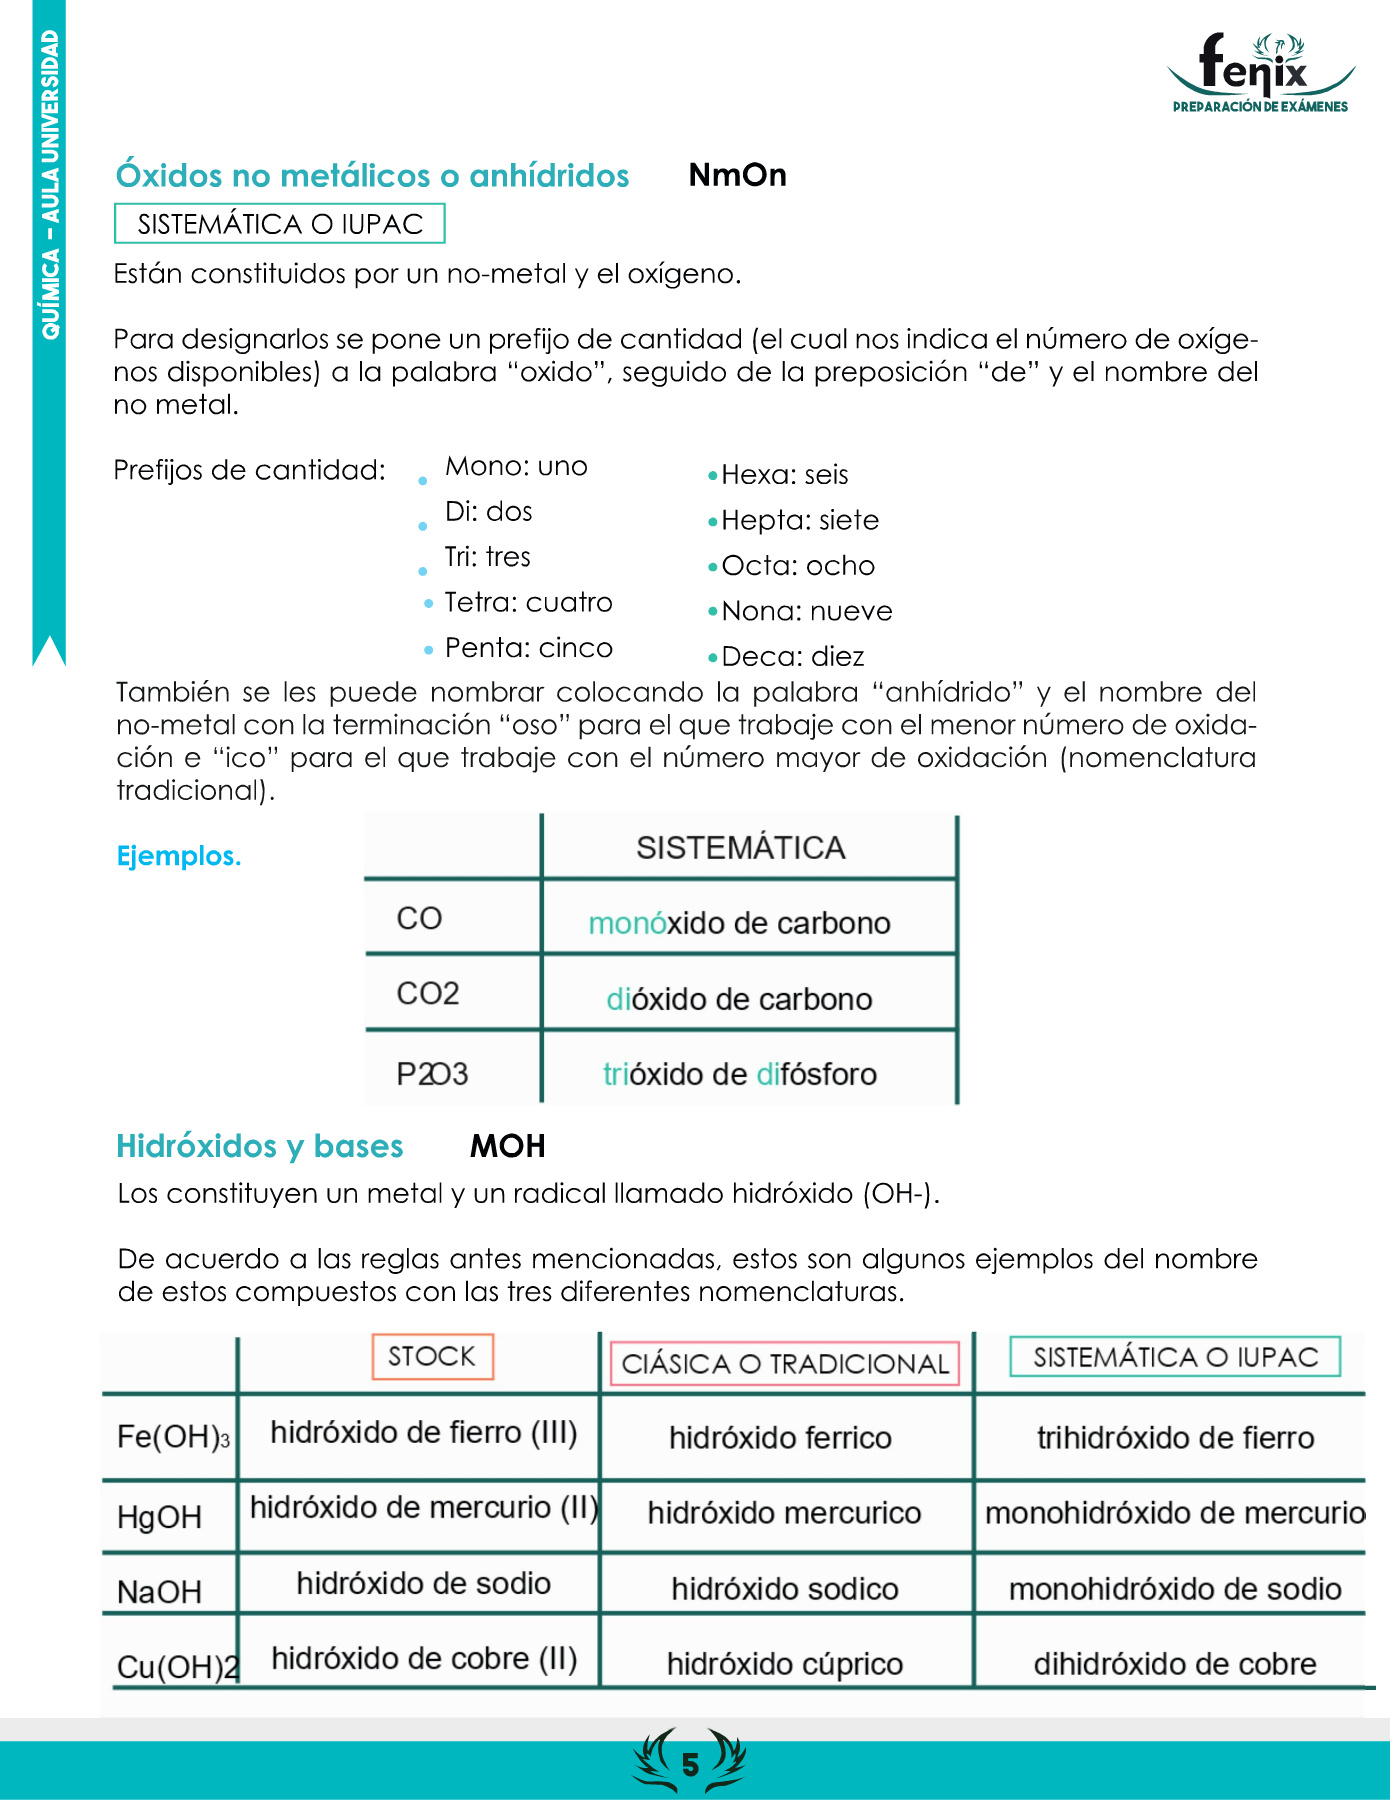 QUÍMICA - AULA UNIVERSIDAD
fenix
PREPARACIÓN DE EXÁMENES
Óxidos no metálicos o anhídridos NmOn
SISTEMÁTICA O IUPAC
Están constituidos por un no-metal y el oxígeno.
Para designarlos se pone un prefijo de cantidad (el cual nos indica el número de oxíge-
nos disponibles) a la palabra “oxido”, seguido de la preposición “de” y el nombre del
no metal.
Prefijos de cantidad:
• Mono: uno
• Di: dos
• Tri: tres
• Tetra: cuatro
• Penta: cinco
• Hexa: seis
• Hepta: siete
• Octa: ocho
• Nona: nueve
• Deca: diez
También se les puede nombrar colocando la palabra “anhídrido” y el nombre del
no-metal con la terminación “oso” para el que trabaje con el menor número de oxida-
ción e “ico” para el que trabaje con el número mayor de oxidación (nomenclatura
tradicional).
Ejemplos.
SISTEMÁTICA
CO monóxido de carbono
CO2 dióxido de carbono
P2O3 trióxido de difósforo
Hidróxidos y bases MOH
Los constituyen un metal y un radical llamado hidróxido (OH-).
De acuerdo a las reglas antes mencionadas, estos son algunos ejemplos del nombre
de estos compuestos con las tres diferentes nomenclaturas.
STOCK ClÁSICA O TRADICIONAL SISTEMÁTICA O IUPAC
Fe(OH)3 hidróxido de fierro (III) hidróxido ferrico trihidróxido de fierro
HgOH hidróxido de mercurio (II) hidróxido mercurico monohidróxido de mercurio
NaOH hidróxido de sodio hidróxido sodico monohidróxido de sodio
Cu(OH)2 hidróxido de cobre (II) hidróxido cúprico dihidróxido de cobre
5